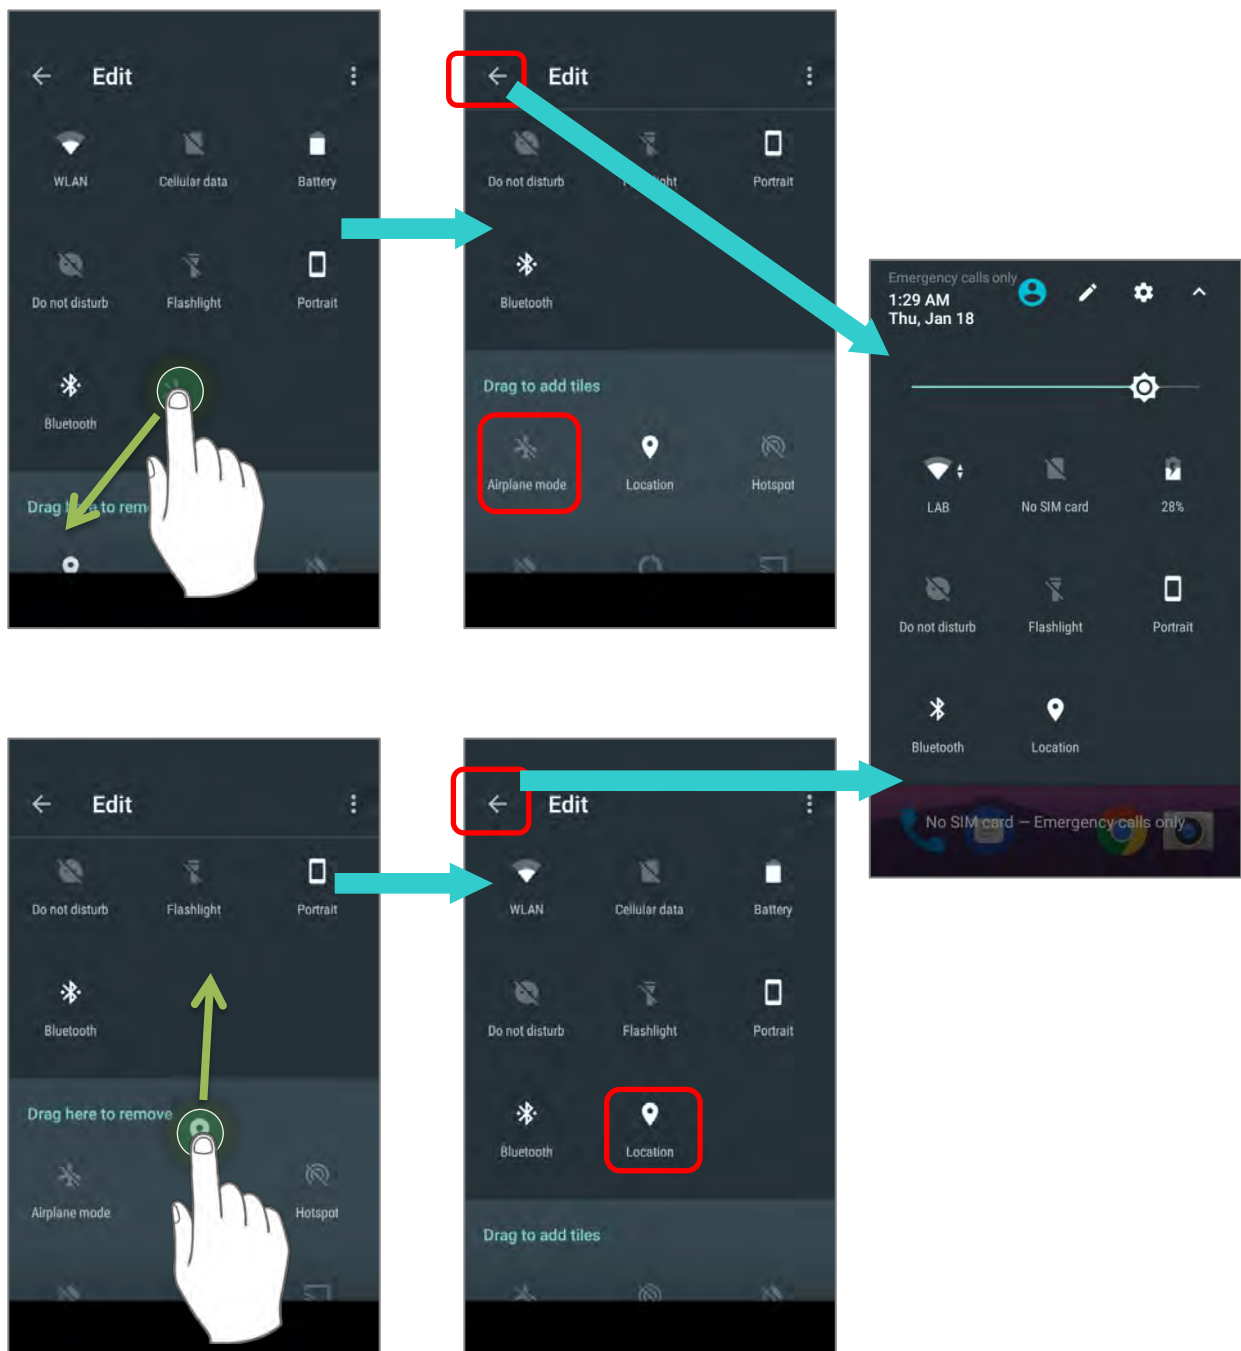 Edit
WLAN
Cellular data
Battery
Do not disturb
Flashlight
Portrait
Bluetooth
Drag to rem
Edit
Do not disturb
Portrait
Bluetooth
Drag to add tiles
Airplane mode
Location
Hotspot
Emergency calls only
1:29 AM
Thu, Jan 18
LAB
No SIM card
28%
Do not disturb
Flashlight
Portrait
Bluetooth
Location
No SIM card — Emergency calls only
Edit
Do not disturb
Flashlight
Portrait
Bluetooth
Drag here to remove
Airplane mode
Hotspot
Edit
WLAN
Cellular data
Battery
Do not disturb
Flashlight
Portrait
Bluetooth
Location
Drag to add tiles